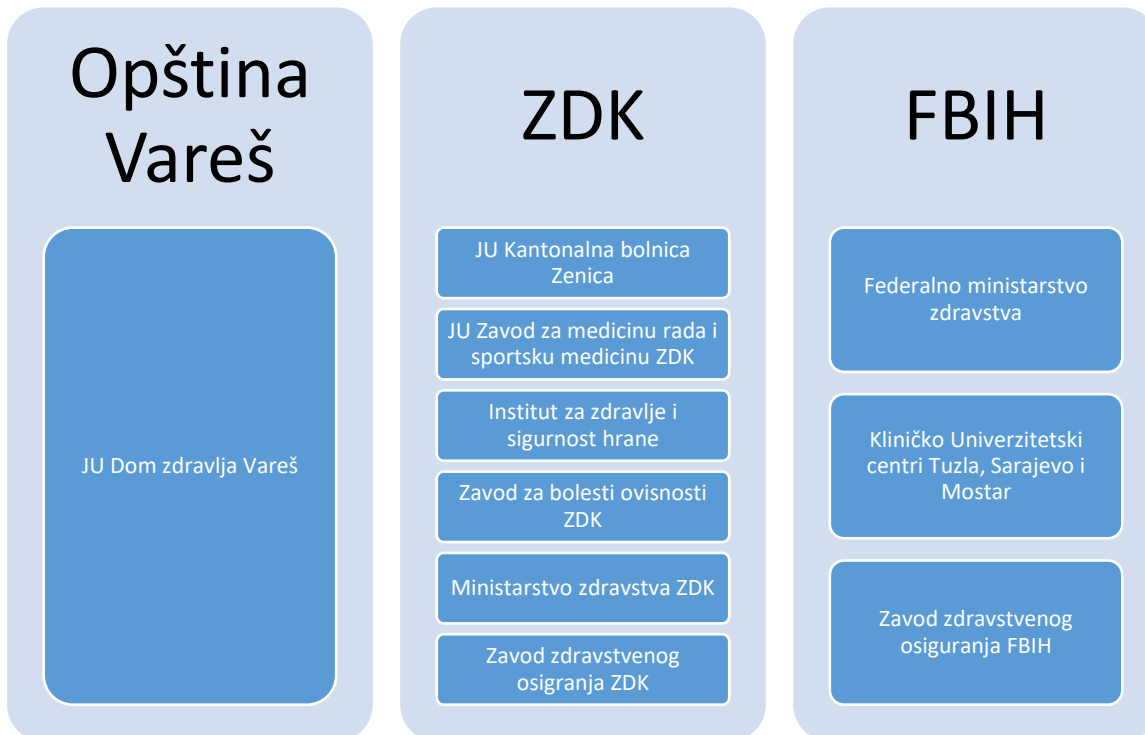 Opština
Vareš
JU Dom zdravlja Vareš
ZDK
JU Kantonalna bolnica
Zenica
JU Zavod za medicinu rada i
sportsku medicinu ZDK
Institut za zdravlje i
sigurnost hrane
Zavod za bolesti ovisnosti
ZDK
Ministarstvo zdravstva ZDK
Zavod zdravstvenog
osigranja ZDK
FBIH
Federalno ministarstvo
zdravstva
Kliničko Univerzitetski
centri Tuzla, Sarajevo i
Mostar
Zavod zdravstvenog
osiguranja FBIH